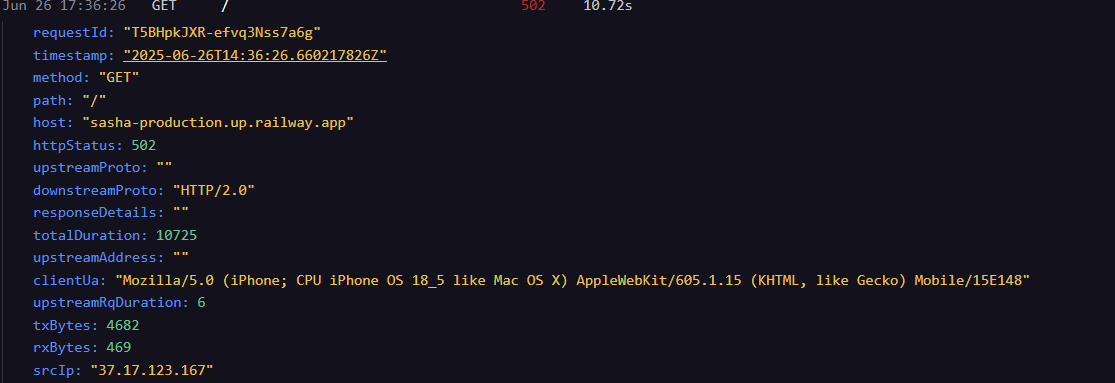 Jun 26 17:36:26 GET / 502 10.72s
requestId: "T5BHpkJXR-efvq3Nss7a6g"
timestamp: "2025-06-26T14:36:26.660217826Z"
method: "GET"
path: "/"
host: "sasha-production.up.railway.app"
httpStatus: 502
upstreamProto: ""
downstreamProto: "HTTP/2.0"
responseDetails: ""
totalDuration: 10725
upstreamAddress: ""
clientUa: "Mozilla/5.0 (iPhone; CPU iPhone OS 18_5 like Mac OS X) AppleWebKit/605.1.15 (KHTML, like Gecko) Mobile/15E148"
upstreamRqDuration: 6
txBytes: 4682
rxBytes: 469
srcIp: "37.17.123.167"